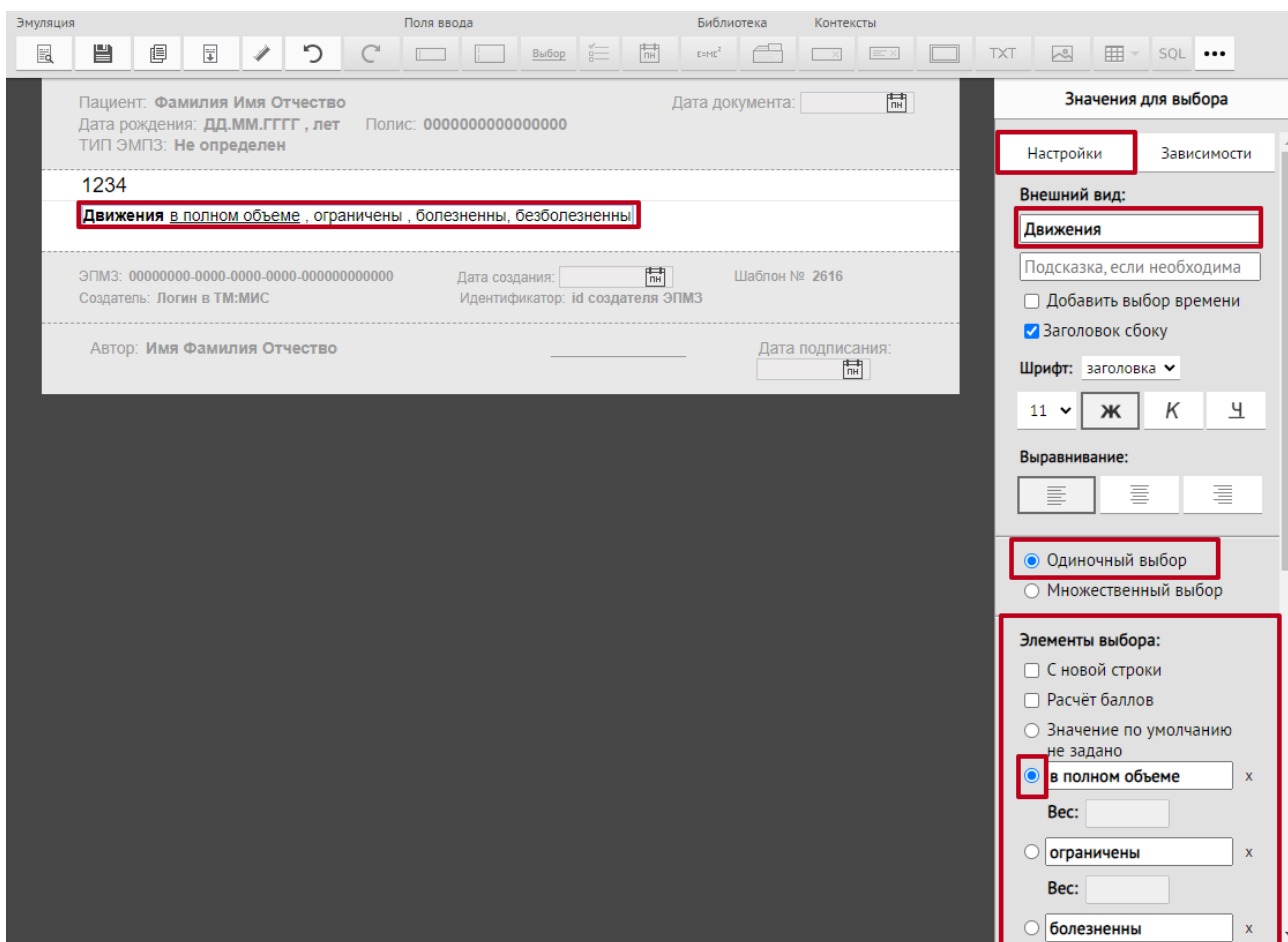 Эмуляция Поля ввода Библиотека Контексты
Выбор ПН E=MC² TXT SQL
Пациент: Фамилия Имя Отчество Дата документа: ПН
Дата рождения: ДД.ММ.ГГГГ , лет Полис: 0000000000000000
ТИП ЭМПЗ: Не определен
1234
Движения в полном объеме , ограничены , болезненны, безболезненны
ЭПМЗ: 00000000-0000-0000-0000-000000000000 Дата создания: ПН Шаблон № 2616
Создатель: Логин в ТМ:МИС Идентификатор: id создателя ЭПМЗ
Автор: Имя Фамилия Отчество Дата подписания:
ПН
Значения для выбора
Настройки Зависимости
Внешний вид:
Движения
Подсказка, если необходима
Добавить выбор времени
Заголовок сбоку
Шрифт: заголовка
11 Ж К Ч
Выравнивание:
Одиночный выбор
Множественный выбор
Элементы выбора:
С новой строки
Расчёт баллов
Значение по умолчанию
не задано
в полном объеме x
Вес:
ограничены x
Вес:
болезненны x